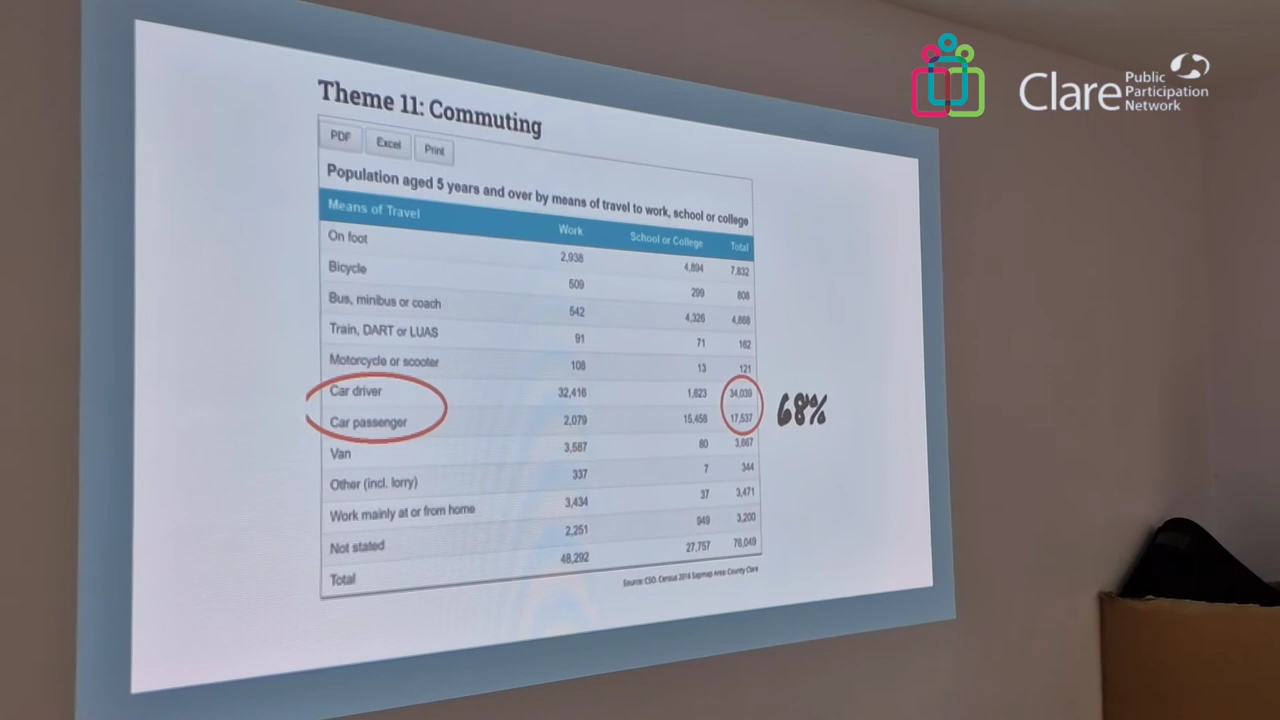 Clare Public Participation Network
Theme 11: Commuting
PDF Excel Print
Population aged 5 years and over by means of travel to work, school or college
Means of Travel Work School or College Total
On foot 2,938 4,894 7,832
Bicycle 509 299 808
Bus, minibus or coach 542 4,326 4,868
Train, DART or LUAS 91 71 162
Motorcycle or scooter 108 13 121
Car driver 32,416 1,623 34,039
Car passenger 2,079 15,458 17,537
68%
Van 3,587 80 3,667
Other (incl. lorry) 337 7 344
Work mainly at or from home 3,434 37 3,471
Not stated 2,251 949 3,200
Total 48,292 27,757 76,049
Source: CSO, Census 2016 Sapmap Area: County Clare